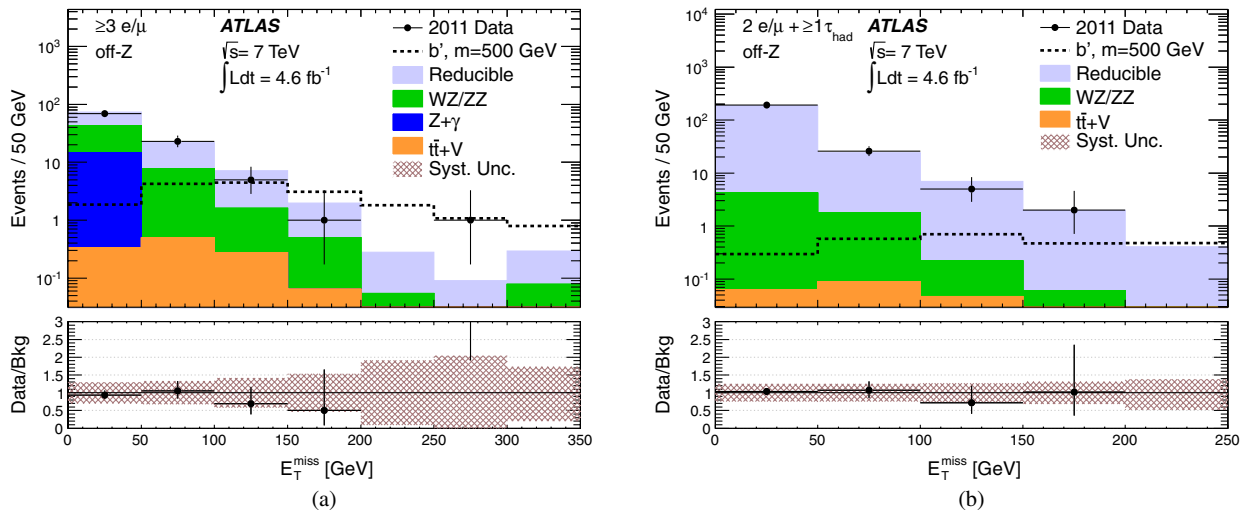 ≥3 e/μ
off-Z
ATLAS
√s= 7 TeV
∫Ldt = 4.6 fb⁻¹
2011 Data
b', m=500 GeV
Reducible
WZ/ZZ
Z+γ
tt̄+V
Syst. Unc.
Events / 50 GeV
10³
10²
10
1
10⁻¹
Data/Bkg
3
2.5
2
1.5
1
0.5
0
0 50 100 150 200 250 300 350
E_T^miss [GeV]
(a)
2 e/μ + ≥1τ_had
off-Z
ATLAS
√s= 7 TeV
∫Ldt = 4.6 fb⁻¹
2011 Data
b', m=500 GeV
Reducible
WZ/ZZ
tt̄+V
Syst. Unc.
Events / 50 GeV
10⁴
10³
10²
10
1
10⁻¹
Data/Bkg
3
2.5
2
1.5
1
0.5
0
0 50 100 150 200 250
E_T^miss [GeV]
(b)